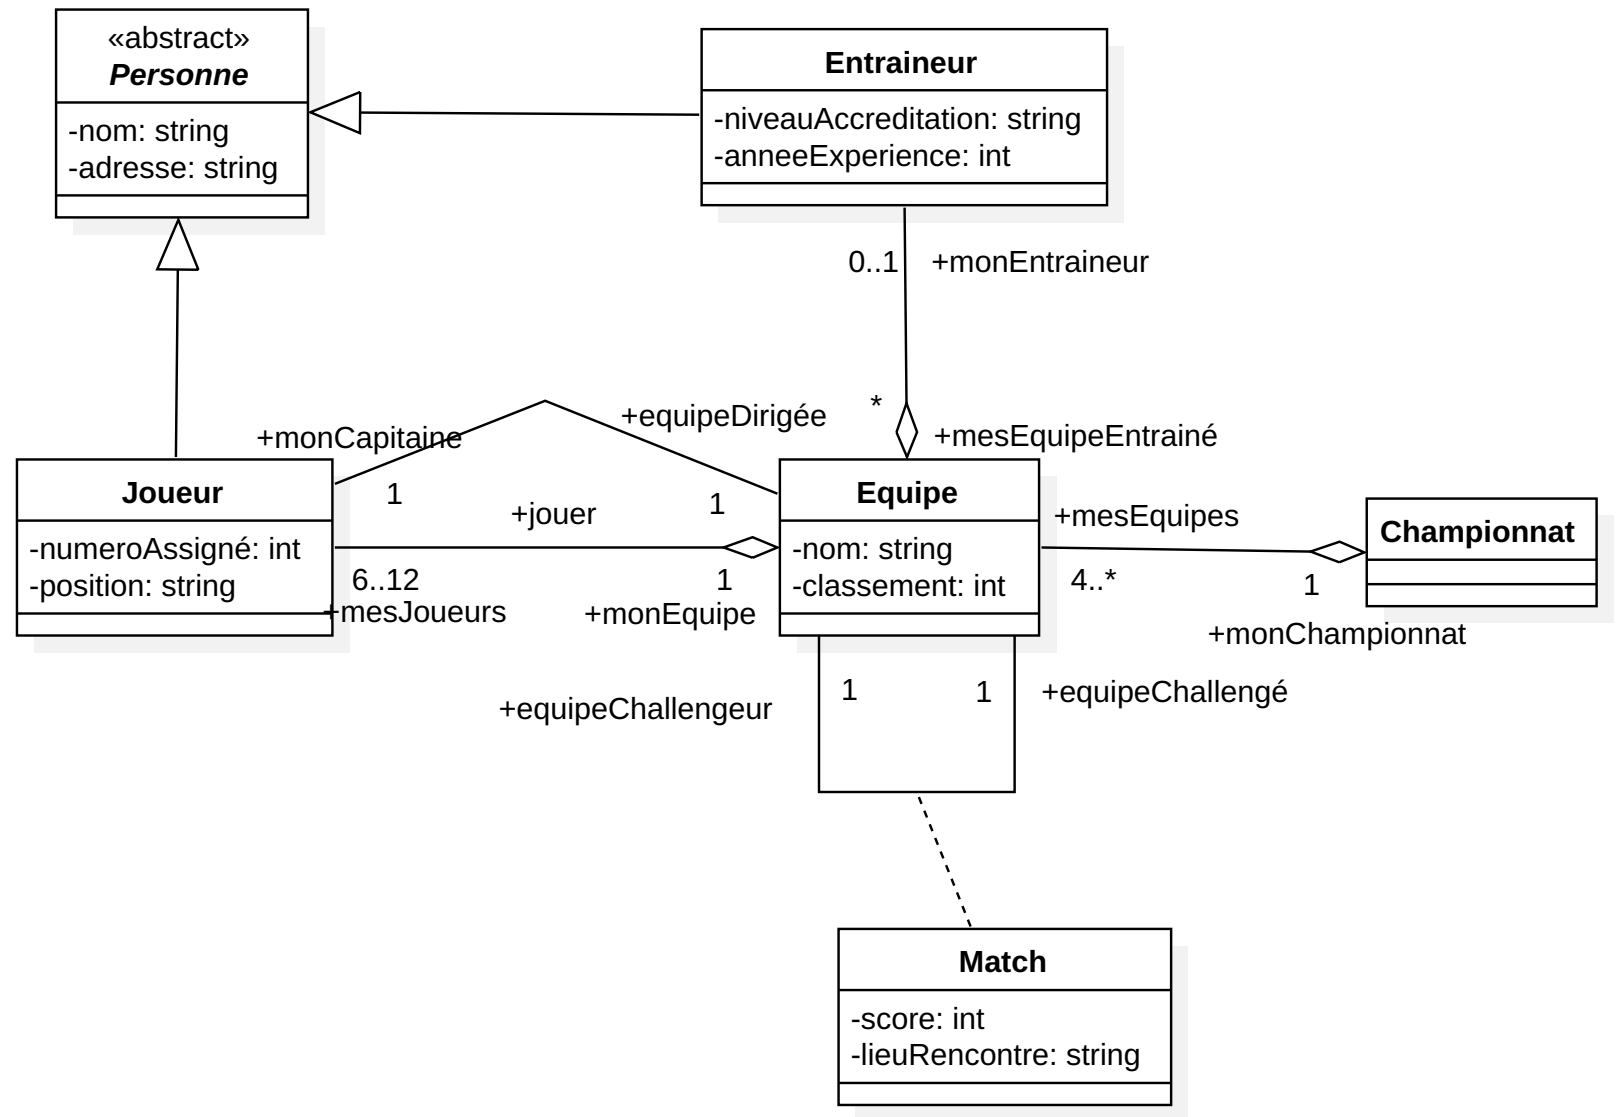 «abstract»
Personne
-nom: string
-adresse: string
Entraineur
-niveauAccreditation: string
-anneeExperience: int
0..1
+monEntraineur
*
+mesEquipeEntrainé
+monCapitaine
+equipeDirigée
1
1
+jouer
Joueur
-numeroAssigné: int
-position: string
6..12
+mesJoueurs
1
+monEquipe
Equipe
-nom: string
-classement: int
+mesEquipes
4..*
1
+monChampionnat
Championnat
+equipeChallengeur
1
1
+equipeChallengé
Match
-score: int
-lieuRencontre: string